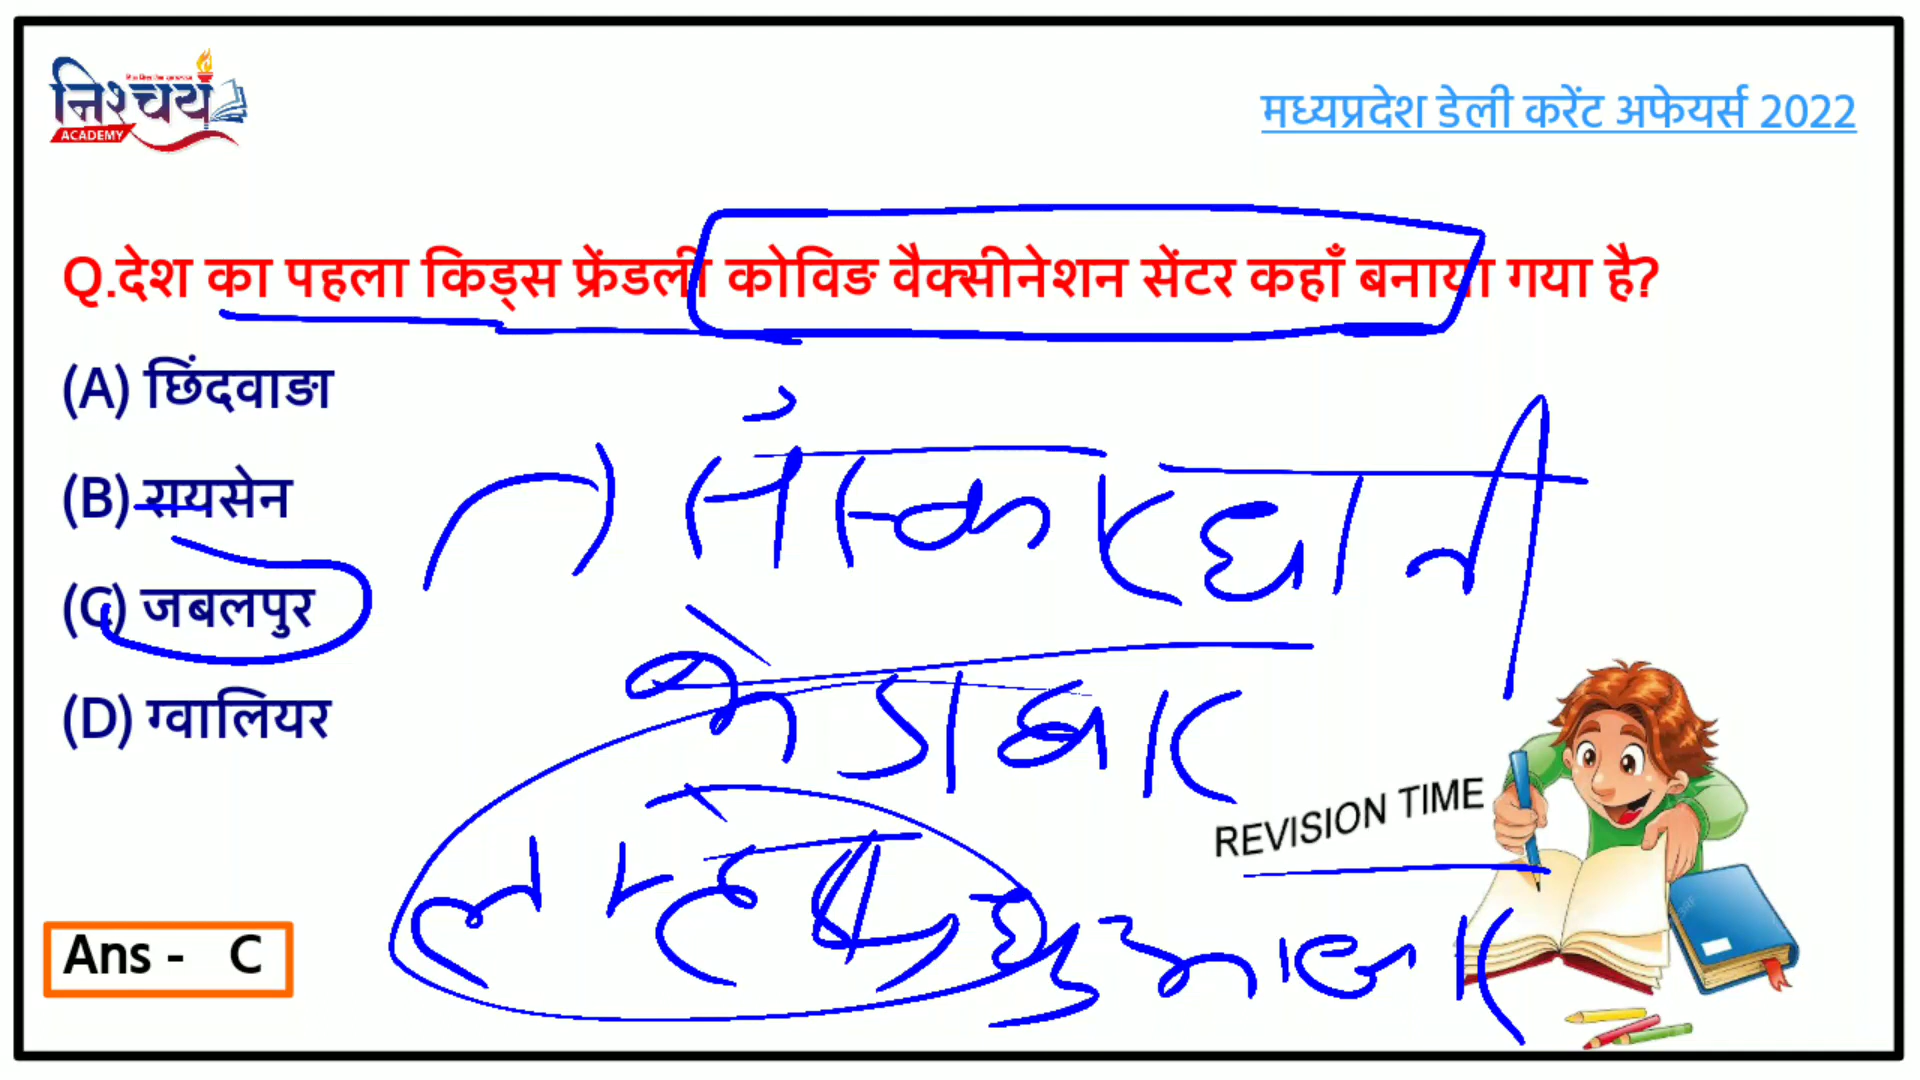 निश्चय
ACADEMY
मध्यप्रदेश डेली करेंट अफेयर्स 2022
Q.देश का पहला किड्स फ्रेंडली कोविङ वैक्सीनेशन सेंटर कहाँ बनाया गया है?
(A) छिंदवाङा
(B) रायसेन
(C) जबलपुर
(D) ग्वालियर
संस्कारधानी
REVISION TIME
Ans - C